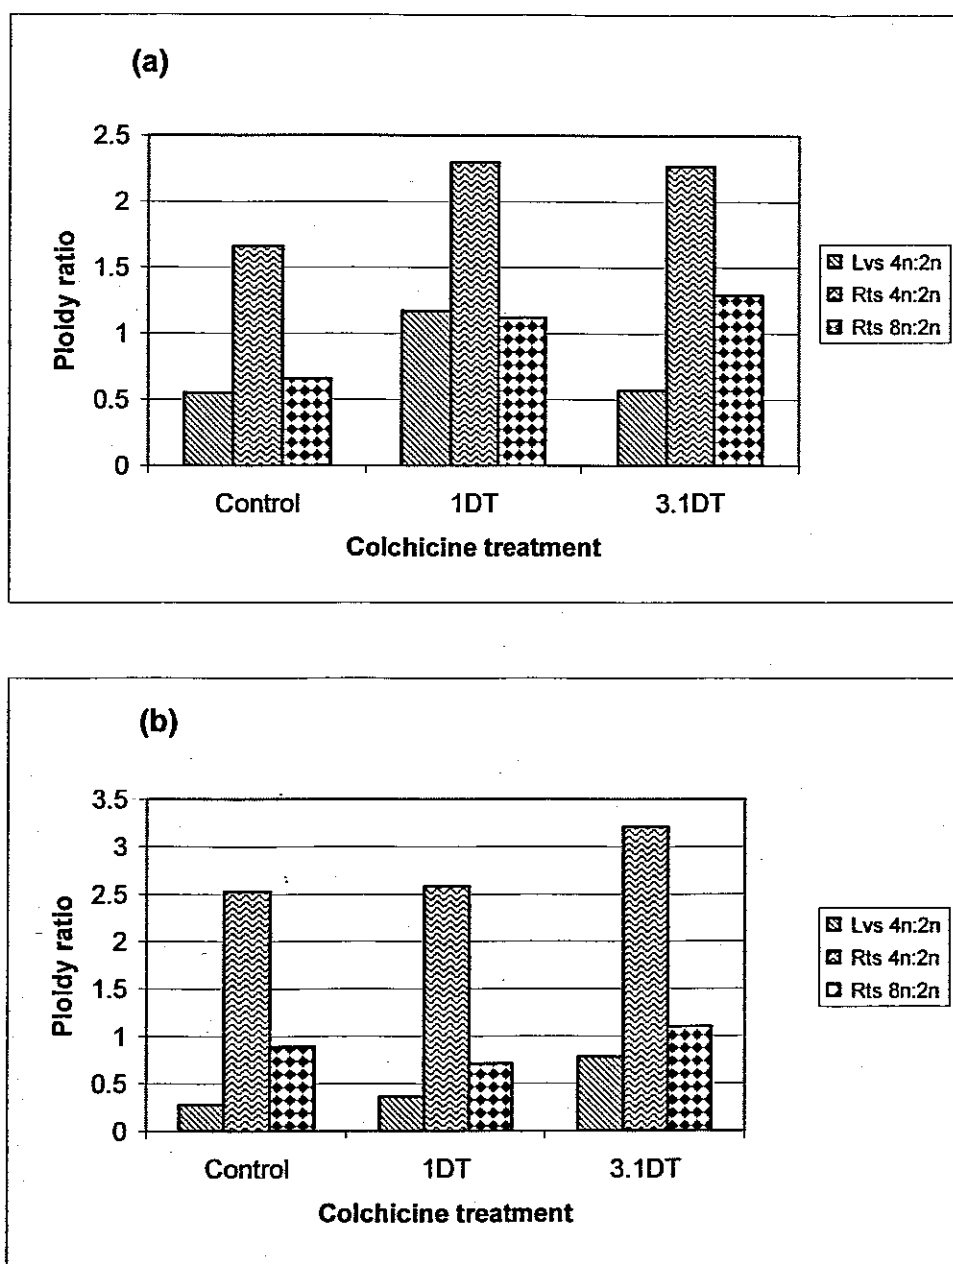 (a)
2.5
2
1.5
1
0.5
0
Ploidy ratio
Control 1DT 3.1DT
Colchicine treatment
Lvs 4n:2n
Rts 4n:2n
Rts 8n:2n
(b)
3.5
3
2.5
2
1.5
1
0.5
0
Ploidy ratio
Control 1DT 3.1DT
Colchicine treatment
Lvs 4n:2n
Rts 4n:2n
Rts 8n:2n